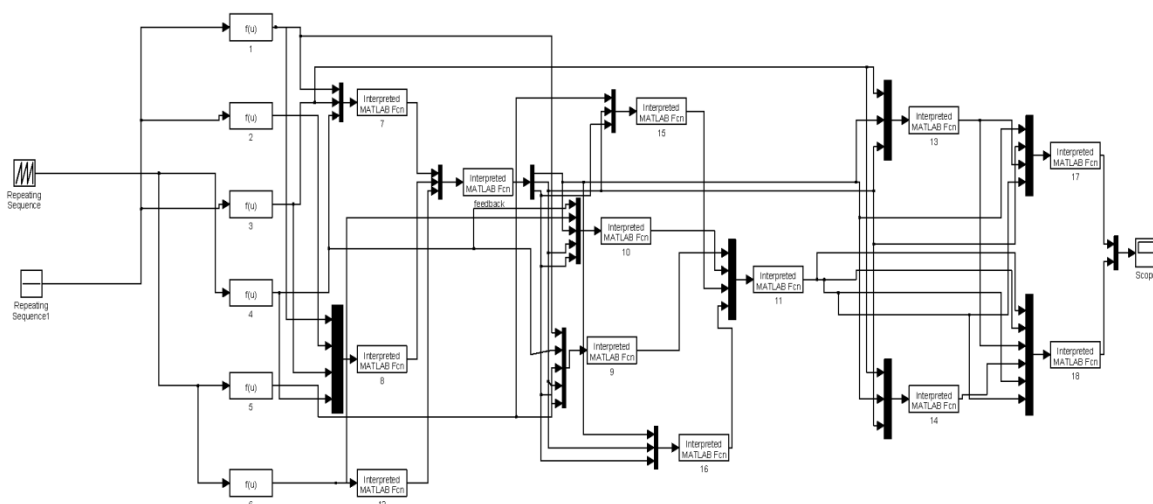 f(u)
1
f(u)
2
f(u)
3
f(u)
4
f(u)
5
f(u)
Repeating
Sequence
Repeating
Sequence1
Interpreted
MATLAB Fcn
7
Interpreted
MATLAB Fcn
8
Interpreted
MATLAB Fcn
Interpreted
MATLAB Fcn
feedback
Interpreted
MATLAB Fcn
15
Interpreted
MATLAB Fcn
10
Interpreted
MATLAB Fcn
9
Interpreted
MATLAB Fcn
16
Interpreted
MATLAB Fcn
11
Interpreted
MATLAB Fcn
13
Interpreted
MATLAB Fcn
14
Interpreted
MATLAB Fcn
17
Interpreted
MATLAB Fcn
18
Scop